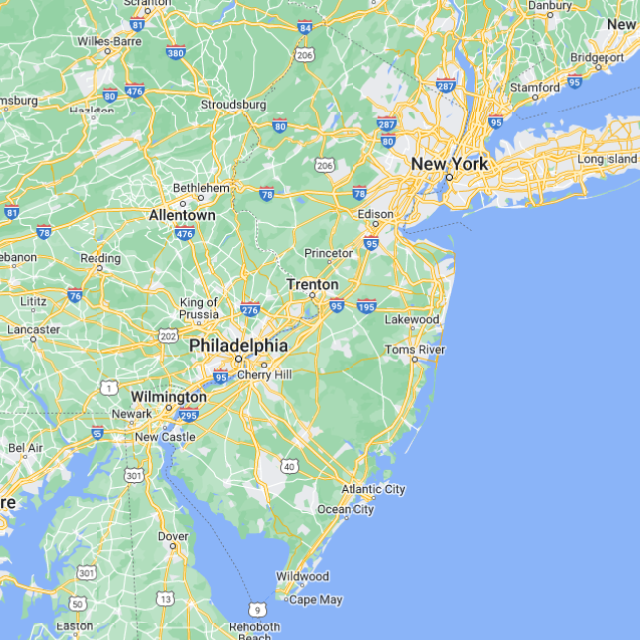 Scranton
Danbury
81
84
New
Wilkes-Barre
380
206
Bridgeport
287
Stamford
95
80
476
msburg
Hazleton
Stroudsburg
95
80
287
80
New York
Long island
206
Bethlehem
78
78
81
Allentown
Edison
78
476
95
ebanon
Reading
Princetor
Trenton
76
Lititz
King of
Prussia
276
95
195
Lancaster
202
Lakewood
Philadelphia
Toms River
95
Cherry Hill
1
Wilmington
Newark
295
95
New Castle
Bel Air
40
301
Atlantic City
re
Ocean City
Dover
301
Wildwood
13
50
9
Cape May
Easton
Rehoboth
Beach